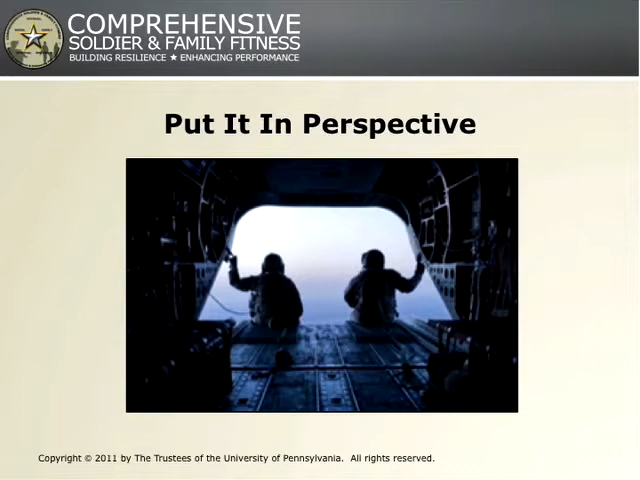 COMPREHENSIVE
SOLDIER & FAMILY FITNESS
BUILDING RESILIENCE ★ ENHANCING PERFORMANCE
Put It In Perspective
Copyright © 2011 by The Trustees of the University of Pennsylvania. All rights reserved.